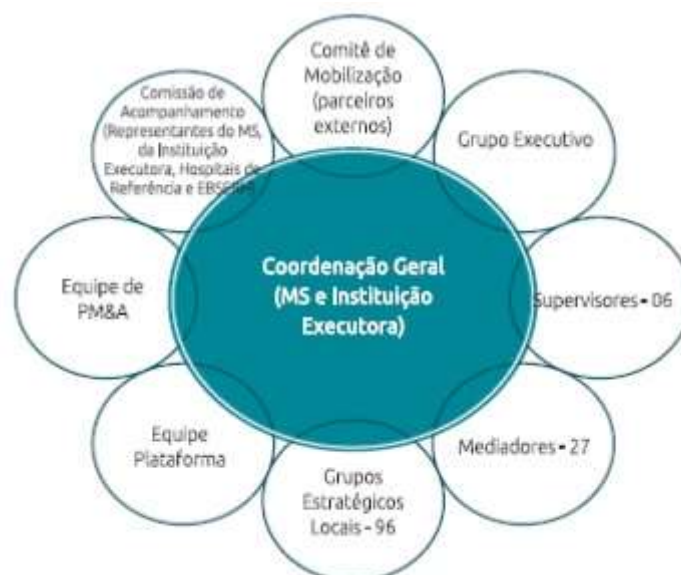 Comitê de
Mobilização
(parceiros
externos)
Comissão de
Acompanhamento
(Representantes do MS,
da Instituição
Executora, Hospitais de
Referência e EBSERH)
Grupo Executivo
Equipe de
PM&A
Coordenação Geral
(MS e Instituição
Executora)
Supervisores - 06
Equipe
Plataforma
Mediadores - 27
Grupos
Estratégicos
Locais - 96